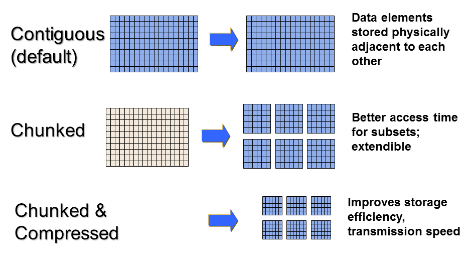 Contiguous
(default)
Data elements
stored physically
adjacent to each
other
Chunked
Better access time
for subsets;
extendible
Chunked &
Compressed
Improves storage
efficiency,
transmission speed